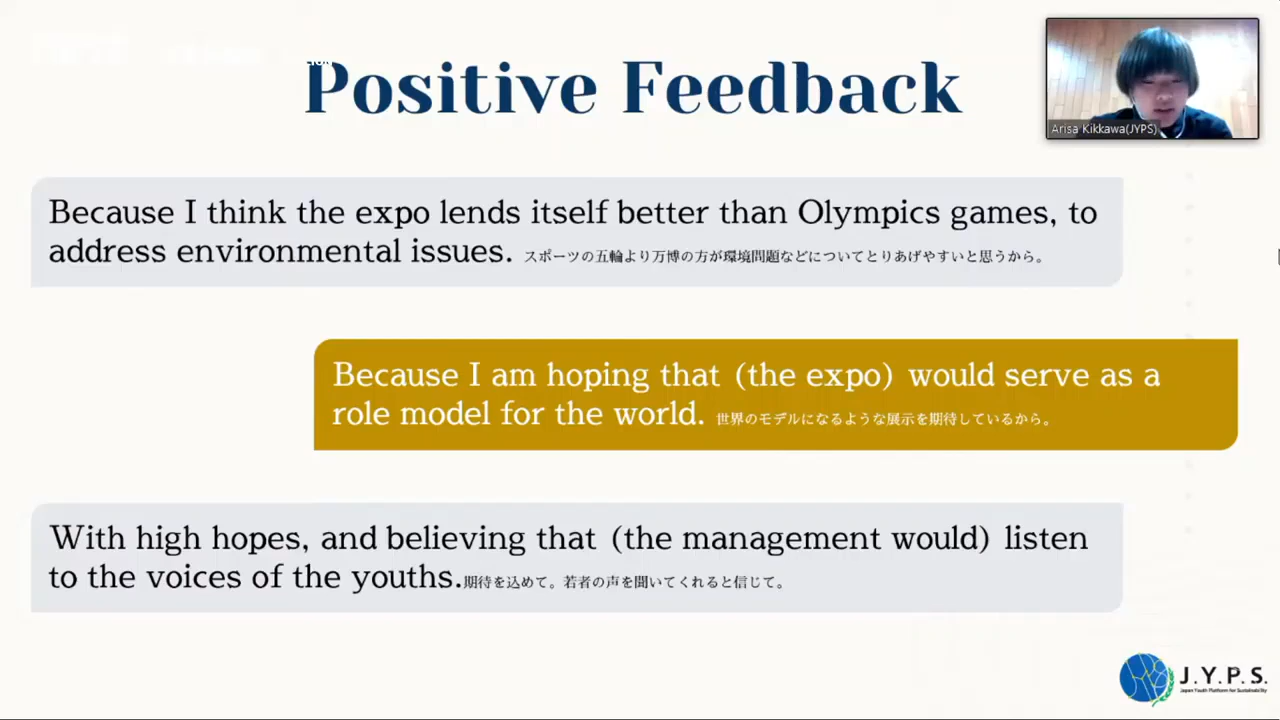 Positive Feedback
Arisa Kikkawa(JYPS)
Because I think the expo lends itself better than Olympics games, to
address environmental issues. スポーツの五輪より万博の方が環境問題などについてとりあげやすいと思うから。
Because I am hoping that (the expo) would serve as a
role model for the world. 世界のモデルになるような展示を期待しているから。
With high hopes, and believing that (the management would) listen
to the voices of the youths.期待を込めて。若者の声を聞いてくれると信じて。
J.Y.P.S.
Japan Youth Platform for Sustainability